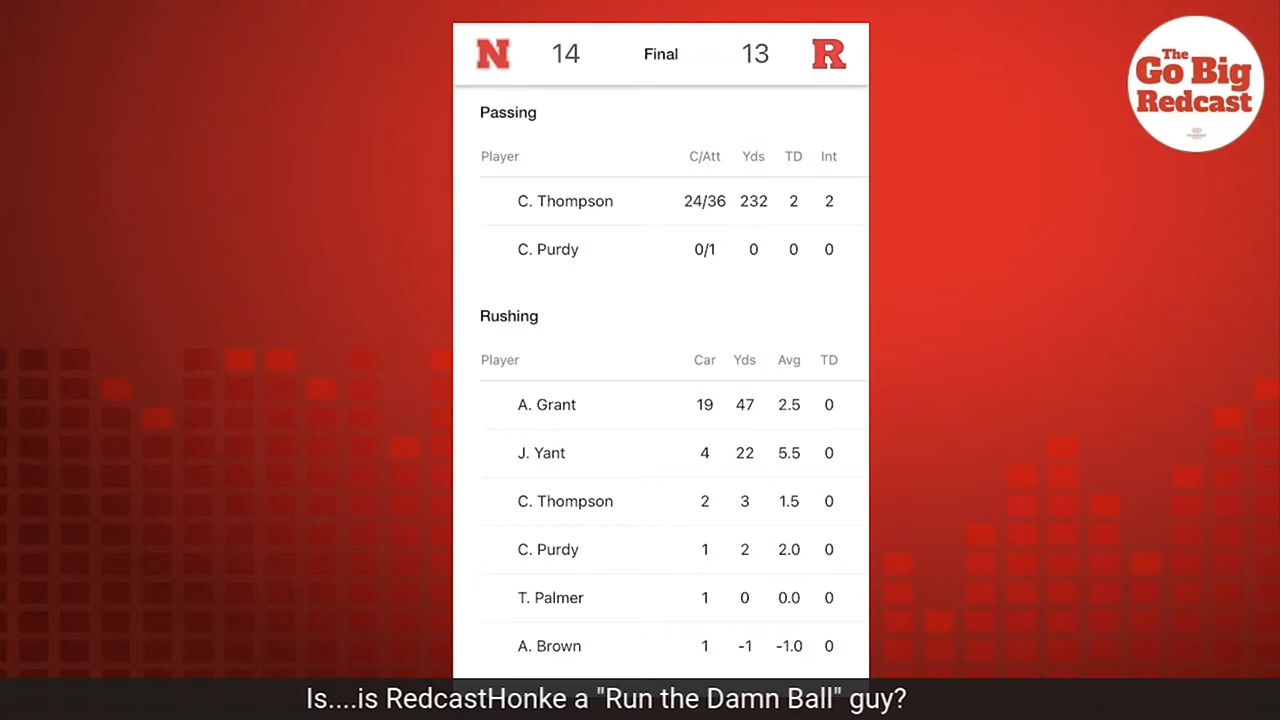 N 14 Final 13 R
The
Go Big
Redcast
Passing
Player C/Att Yds TD Int
C. Thompson 24/36 232 2 2
C. Purdy 0/1 0 0 0
Rushing
Player Car Yds Avg TD
A. Grant 19 47 2.5 0
J. Yant 4 22 5.5 0
C. Thompson 2 3 1.5 0
C. Purdy 1 2 2.0 0
T. Palmer 1 0 0.0 0
A. Brown 1 -1 -1.0 0
Is....is RedcastHonke a "Run the Damn Ball" guy?